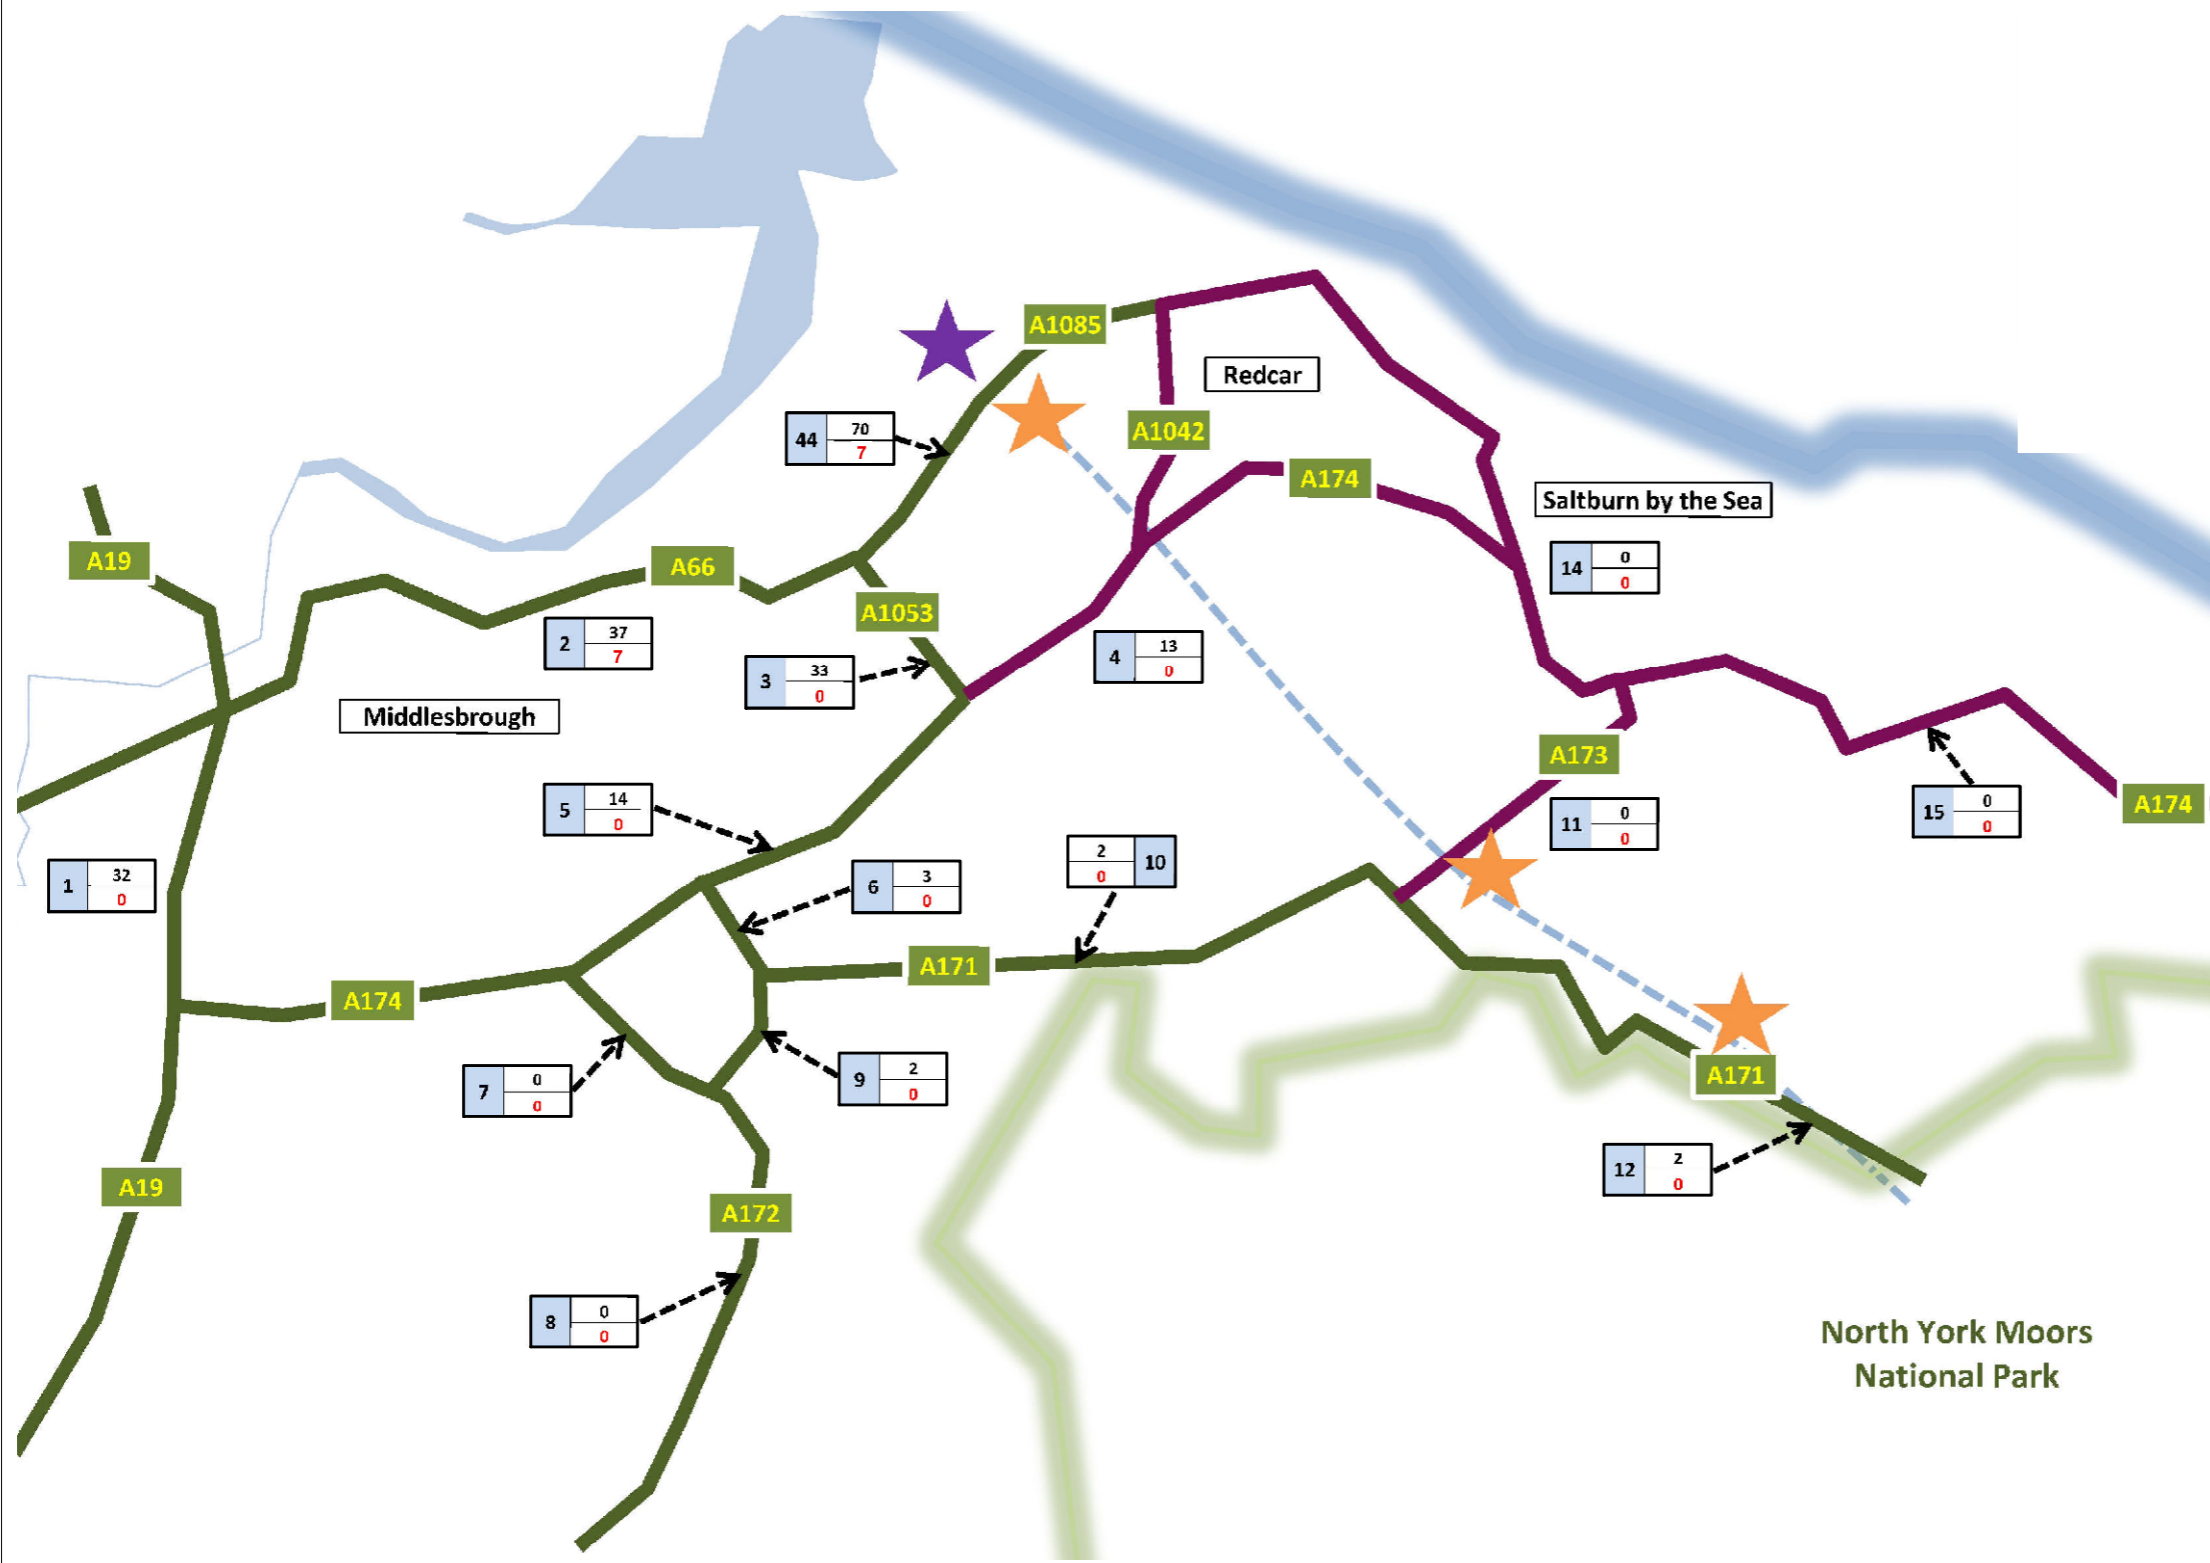 A1085
Redcar
44 70
7
A1042
A174
Saltburn by the Sea
A19
A66
14 0
0
A1053
2 37
7
3 33
0
4 13
0
Middlesbrough
A173
5 14
0
15 0
0
A174
11 0
0
1 32
0
6 3
0
2 10
0
A171
A174
7 0
0
9 2
0
A171
12 2
0
A19
A172
8 0
0
North York Moors
National Park